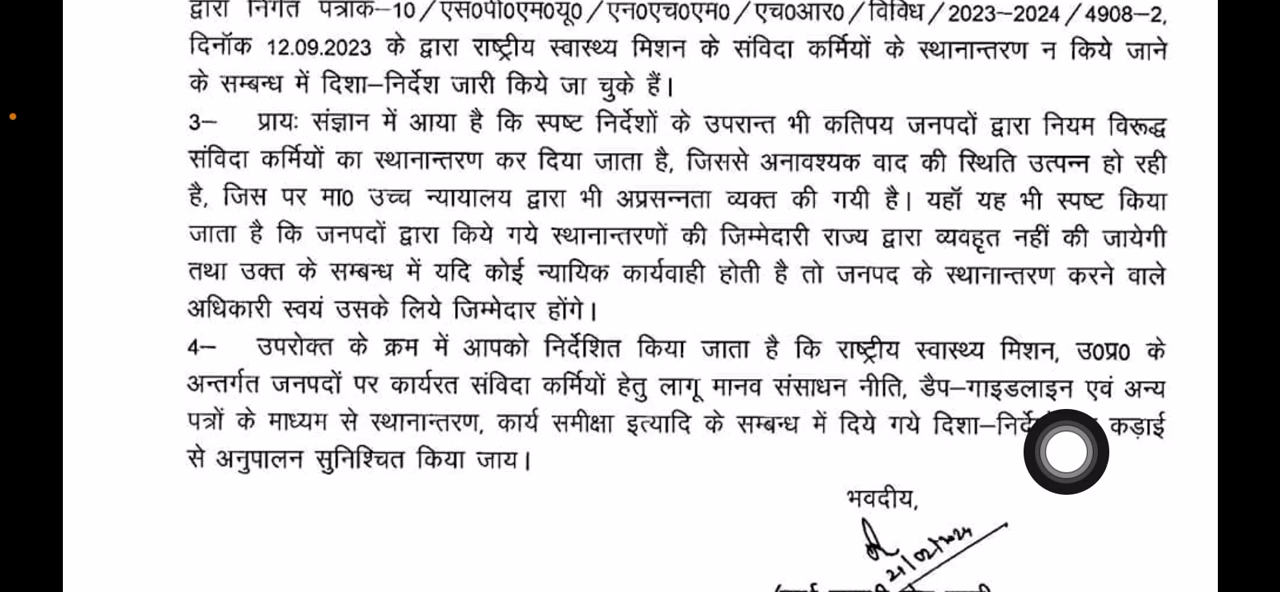 द्वारा निर्गत पत्रांक–10/एस0पी0एम0यू0/एन0एच0एम0/एच0आर0/विविध/2023–2024/4908–2,
दिनॉक 12.09.2023 के द्वारा राष्ट्रीय स्वास्थ्य मिशन के संविदा कर्मियों के स्थानान्तरण न किये जाने
के सम्बन्ध में दिशा–निर्देश जारी किये जा चुके हैं।
3– प्रायः संज्ञान में आया है कि स्पष्ट निर्देशों के उपरान्त भी कतिपय जनपदों द्वारा नियम विरूद्ध
संविदा कर्मियों का स्थानान्तरण कर दिया जाता है, जिससे अनावश्यक वाद की स्थिति उत्पन्न हो रही
है, जिस पर मा0 उच्च न्यायालय द्वारा भी अप्रसन्नता व्यक्त की गयी है। यहॉ यह भी स्पष्ट किया
जाता है कि जनपदों द्वारा किये गये स्थानान्तरणों की जिम्मेदारी राज्य द्वारा व्यवहृत नहीं की जायेगी
तथा उक्त के सम्बन्ध में यदि कोई न्यायिक कार्यवाही होती है तो जनपद के स्थानान्तरण करने वाले
अधिकारी स्वयं उसके लिये जिम्मेदार होंगे।
4– उपरोक्त के क्रम में आपको निर्देशित किया जाता है कि राष्ट्रीय स्वास्थ्य मिशन, उ0प्र0 के
अन्तर्गत जनपदों पर कार्यरत संविदा कर्मियों हेतु लागू मानव संसाधन नीति, डैप–गाइडलाइन एवं अन्य
पत्रों के माध्यम से स्थानान्तरण, कार्य समीक्षा इत्यादि के सम्बन्ध में दिये गये कड़ाई
से अनुपालन सुनिश्चित किया जाय।
भवदीय,
21/02/2024